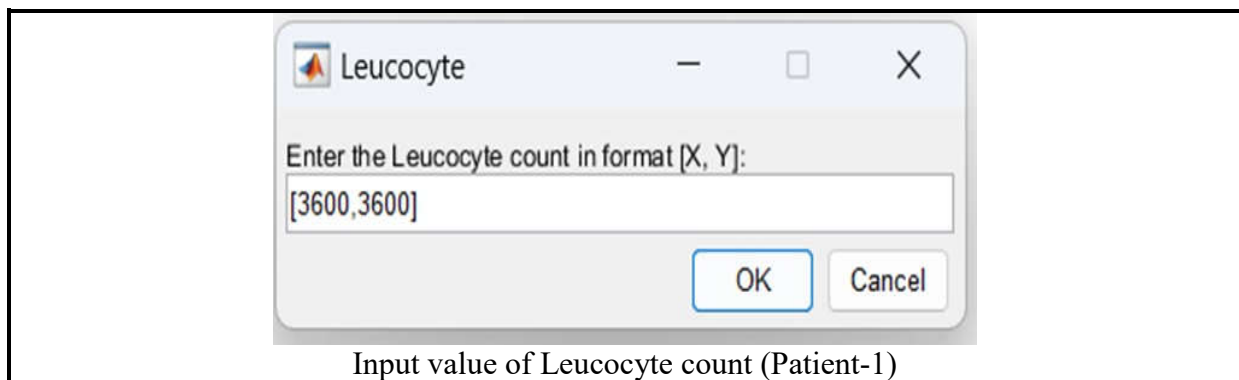 Leucocyte
Enter the Leucocyte count in format [X, Y]:
[3600,3600]
OK Cancel
Input value of Leucocyte count (Patient-1)